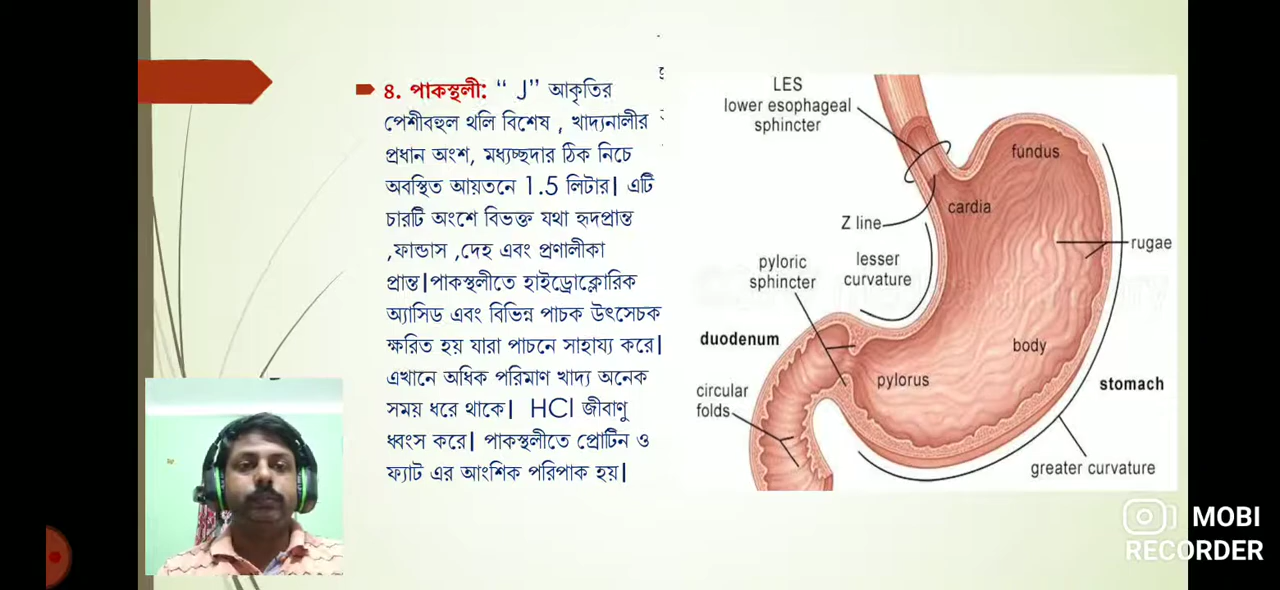 ৪. পাকস্থলী: “ J” আকৃতির
পেশীবহুল থলি বিশেষ , খাদ্যনালীর
প্রধান অংশ, মধ্যচ্ছদার ঠিক নিচে
অবস্থিত আয়তনে 1.5 লিটার| এটি
চারটি অংশে বিভক্ত যথা হৃদপ্রান্ত
,ফান্ডাস ,দেহ এবং প্রণালীকা
প্রান্ত|পাকস্থলীতে হাইড্রোক্লোরিক
অ্যাসিড এবং বিভিন্ন পাচক উৎসেচক
ক্ষরিত হয় যারা পাচনে সাহায্য করে|
এখানে অধিক পরিমাণ খাদ্য অনেক
সময় ধরে থাকে| HCl জীবাণু
ধ্বংস করে| পাকস্থলীতে প্রোটিন ও
ফ্যাট এর আংশিক পরিপাক হয়|
LES
lower esophageal
sphincter
fundus
cardia
Z line
rugae
lesser
curvature
pyloric
sphincter
duodenum
body
pylorus
stomach
circular
folds
greater curvature
MOBI
RECORDER